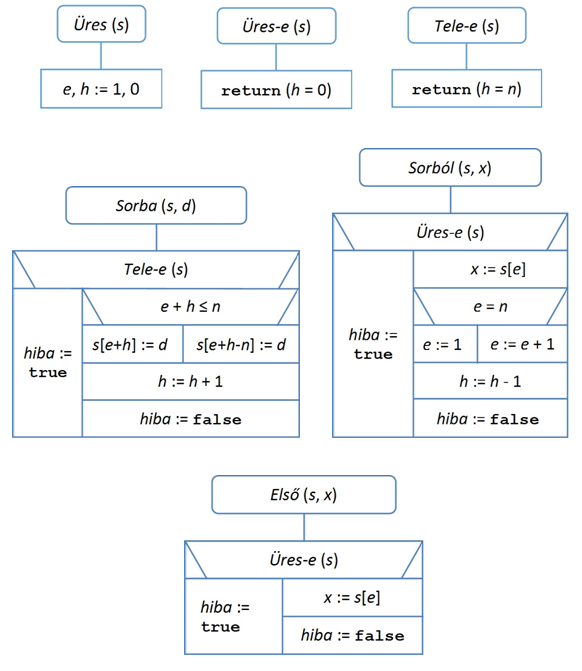 Üres (s)
Üres-e (s)
Tele-e (s)
e, h := 1, 0
return (h = 0)
return (h = n)
Sorba (s, d)
Tele-e (s)
hiba :=
true
e + h ≤ n
s[e+h] := d
s[e+h-n] := d
h := h + 1
hiba := false
Sorból (s, x)
Üres-e (s)
hiba :=
true
x := s[e]
e = n
e := 1
e := e + 1
h := h - 1
hiba := false
Első (s, x)
Üres-e (s)
hiba :=
true
x := s[e]
hiba := false